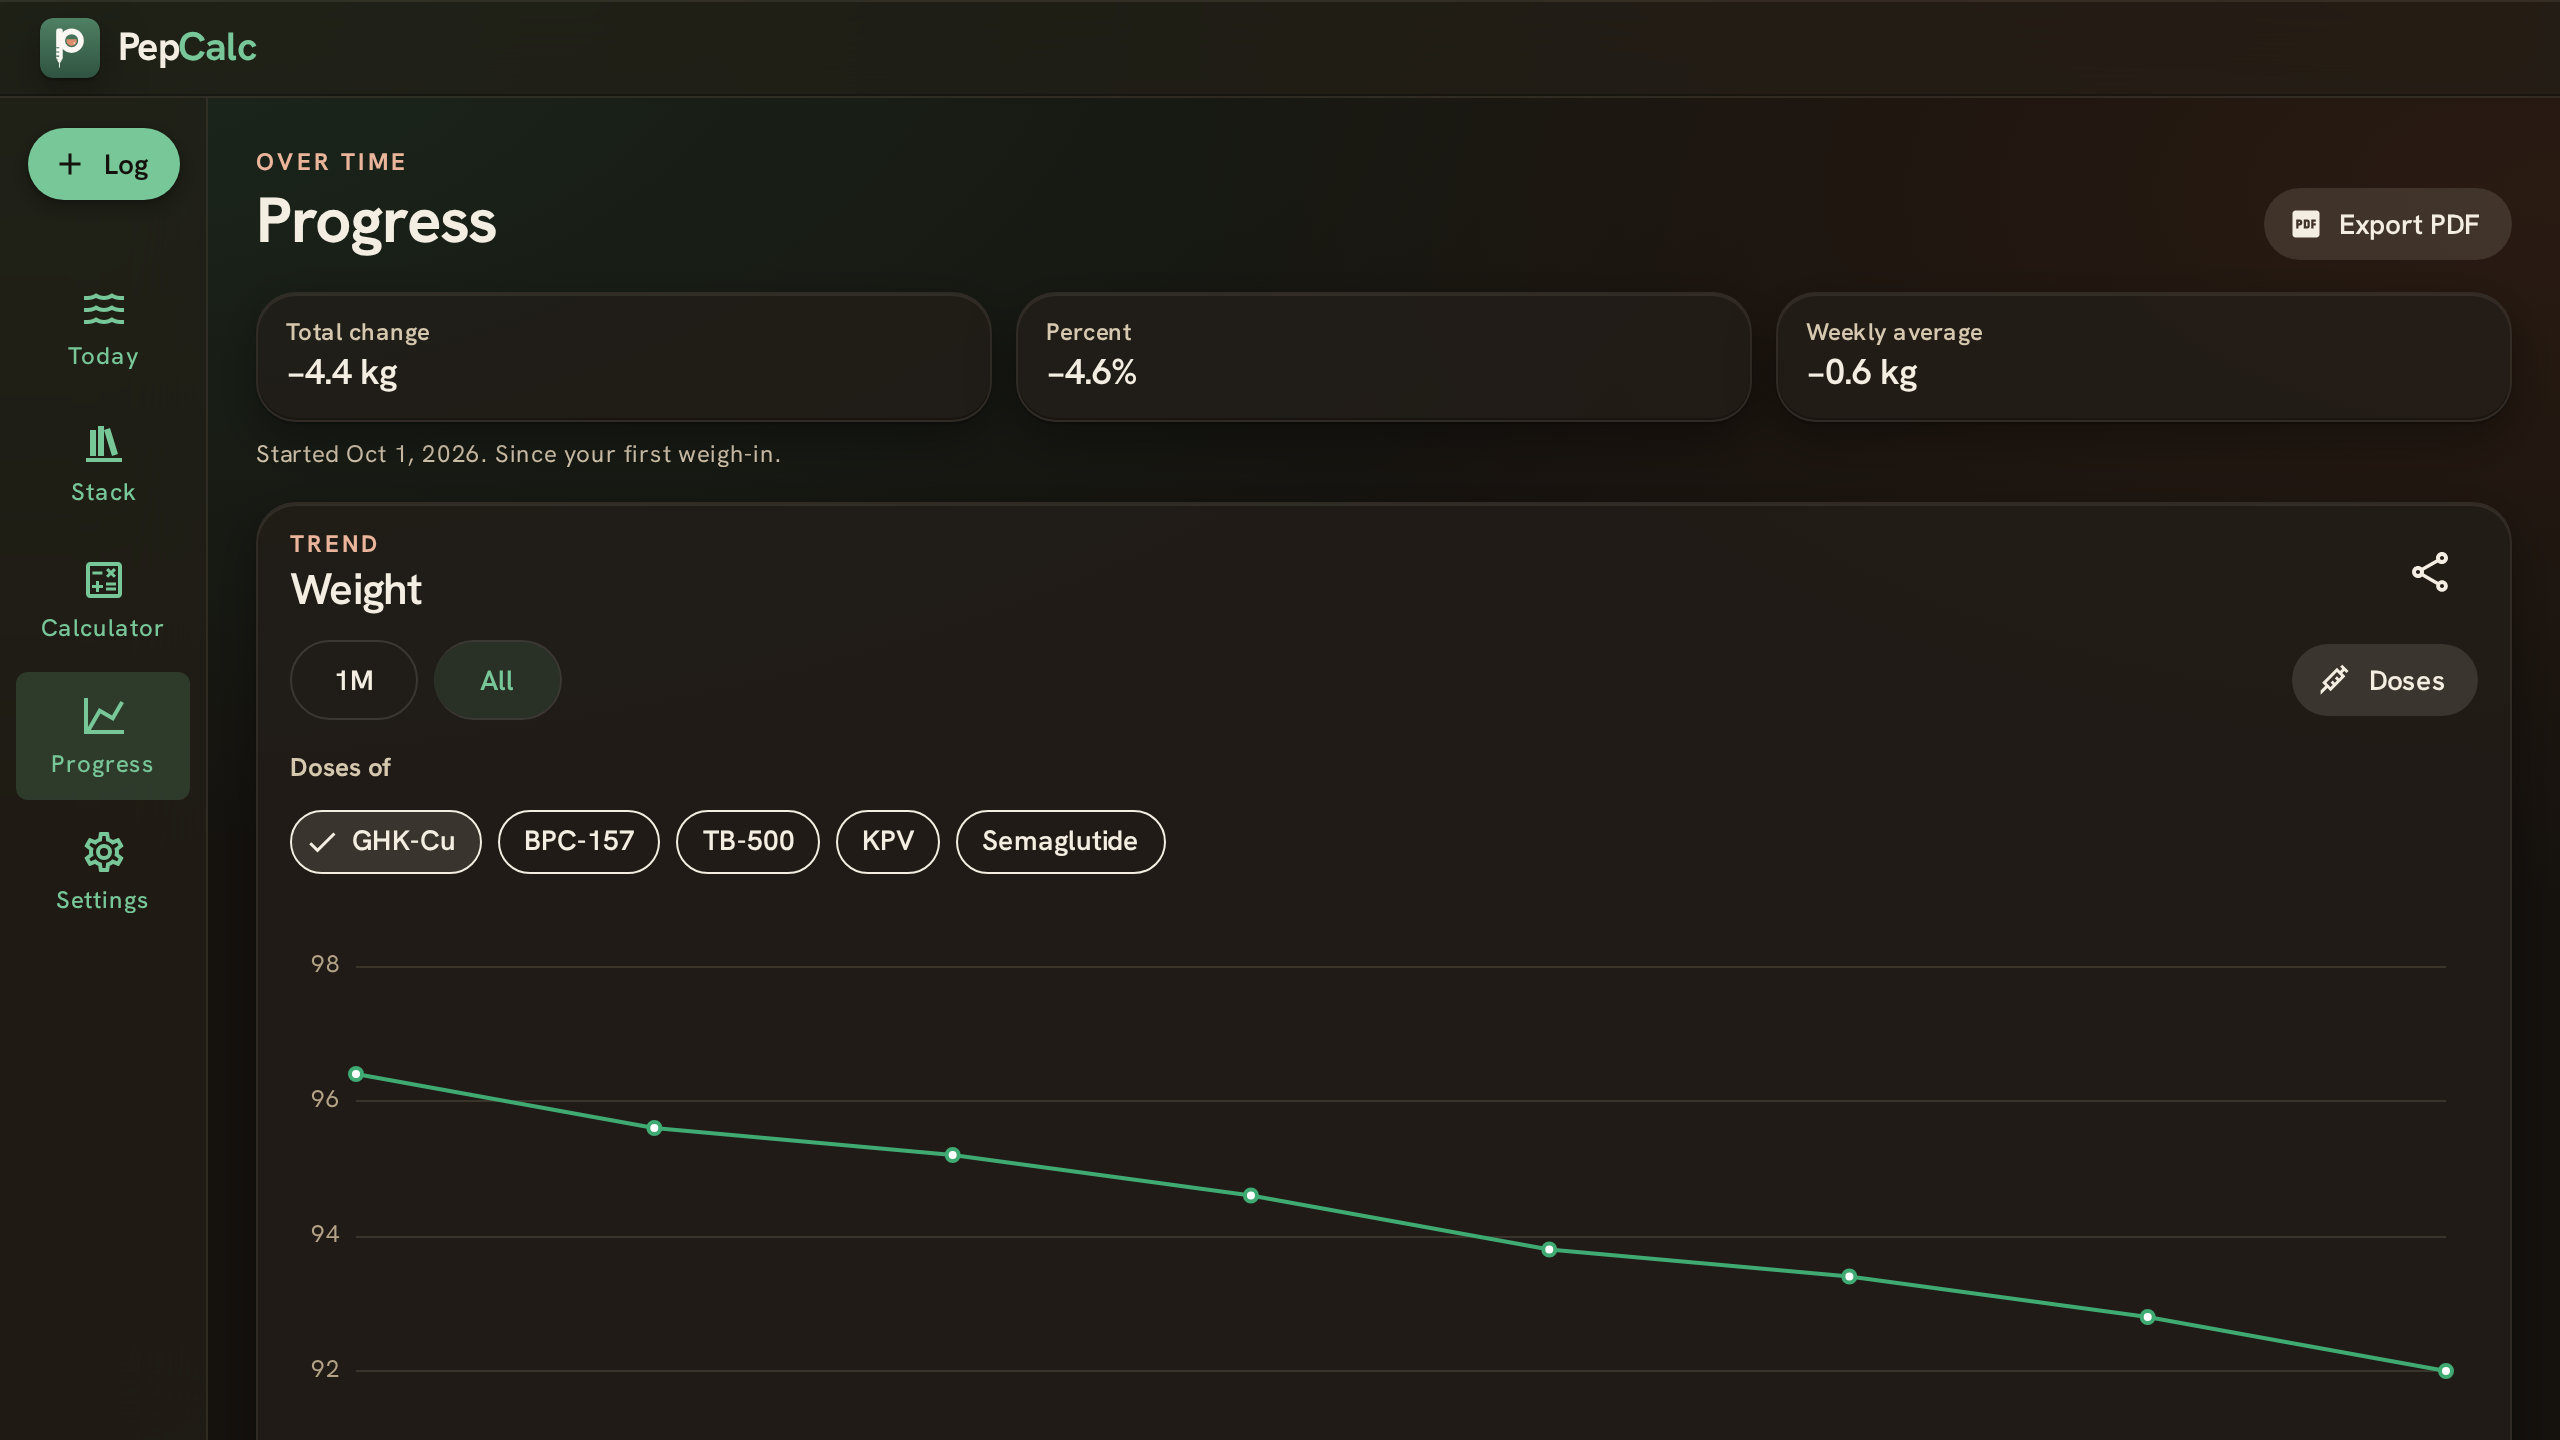 PepCalc
Log
Today
Stack
Calculator
Progress
Settings
OVER TIME
Progress
PDF
Export PDF
Total change
–4.4 kg
Percent
–4.6%
Weekly average
–0.6 kg
Started Oct 1, 2026. Since your first weigh-in.
TREND
Weight
1M
All
Doses
Doses of
GHK-Cu
BPC-157
TB-500
KPV
Semaglutide
98
96
94
92